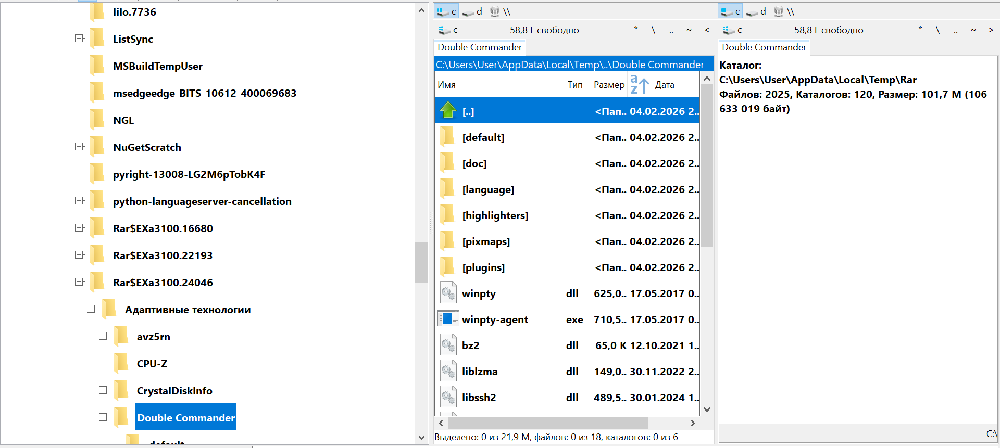 lilo.7736
ListSync
MSBuildTempUser
msedgeedge_BITS_10612_400069683
NGL
NuGetScratch
pyright-13008-LG2M6pTobK4F
python-languageserver-cancellation
Rar$EXa3100.16680
Rar$EXa3100.22193
Rar$EXa3100.24046
Адаптивные технологии
avz5rn
CPU-Z
CrystalDiskInfo
Double Commander
default
c d \\
c 58,8 Г свободно * \ .. ~ <
Double Commander
C:\Users\User\AppData\Local\Temp\..\Double Commander
Имя Тип Размер Дата
[..] <Пап.. 04.02.2026 2..
[default] <Пап.. 04.02.2026 2..
[doc] <Пап.. 04.02.2026 2..
[language] <Пап.. 04.02.2026 2..
[highlighters] <Пап.. 04.02.2026 2..
[pixmaps] <Пап.. 04.02.2026 2..
[plugins] <Пап.. 04.02.2026 2..
winpty dll 625,0.. 17.05.2017 0..
winpty-agent exe 710,5.. 17.05.2017 0..
bz2 dll 65,0 K 12.10.2021 1..
liblzma dll 149,0.. 30.11.2022 2..
libssh2 dll 489,5.. 30.01.2024 1..
Выделено: 0 из 21,9 М, файлов: 0 из 18, каталогов: 0 из 6
c d \\
c 58,8 Г свободно * \ .. ~ >
Double Commander
Каталог:
C:\Users\User\AppData\Local\Temp\Rar
Файлов: 2025, Каталогов: 120, Размер: 101,7 М (106
633 019 байт)
C:\